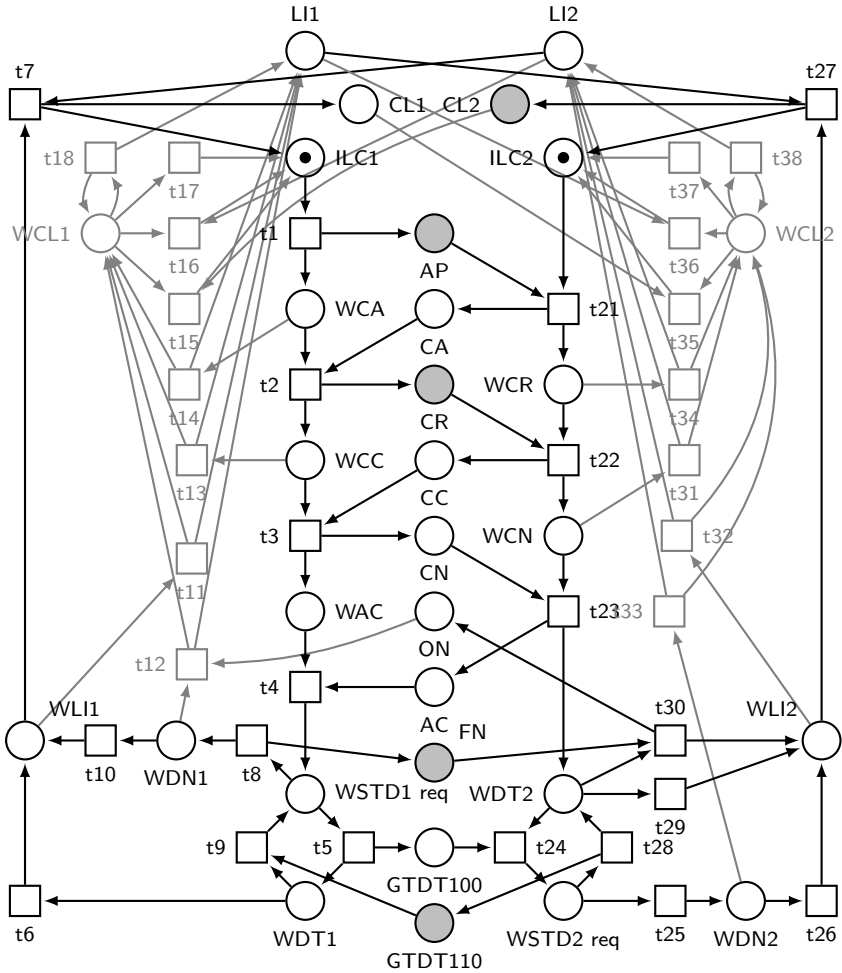 LI1 LI2
t7 t27
CL1 CL2
t18 t17 ILC1 ILC2 t37 t38
WCL1 t16 t1 AP t36 WCL2
t15 WCA CA t21 t35
t14 t2 CR WCR t34
t13 WCC CC t22 t31
t11 t3 CN WCN t32
WAC ON t23 t33
t12 t4 AC
WLI1 FN t30 WLI2
t10 WDN1 t8 WSTD1 req WDT2 t29
t9 t5 GTDT100 t24 t28
t6 WDT1 GTDT110 WSTD2 req t25 WDN2 t26